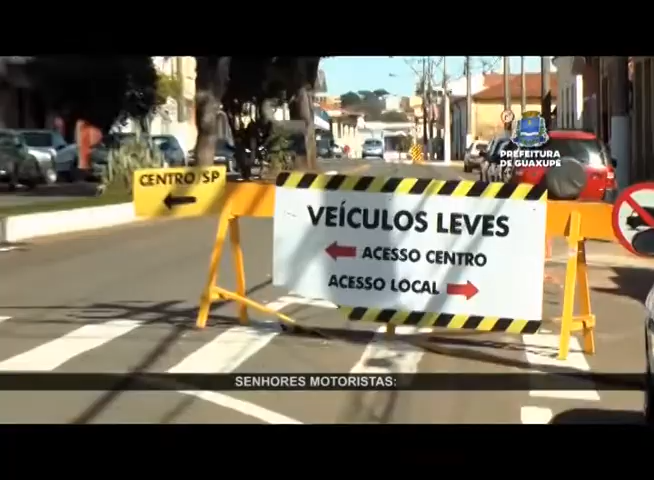 PREFEITURA
DE GUAXUPÉ
CENTRO/SP
VEÍCULOS LEVES
ACESSO CENTRO
ACESSO LOCAL
SENHORES MOTORISTAS: